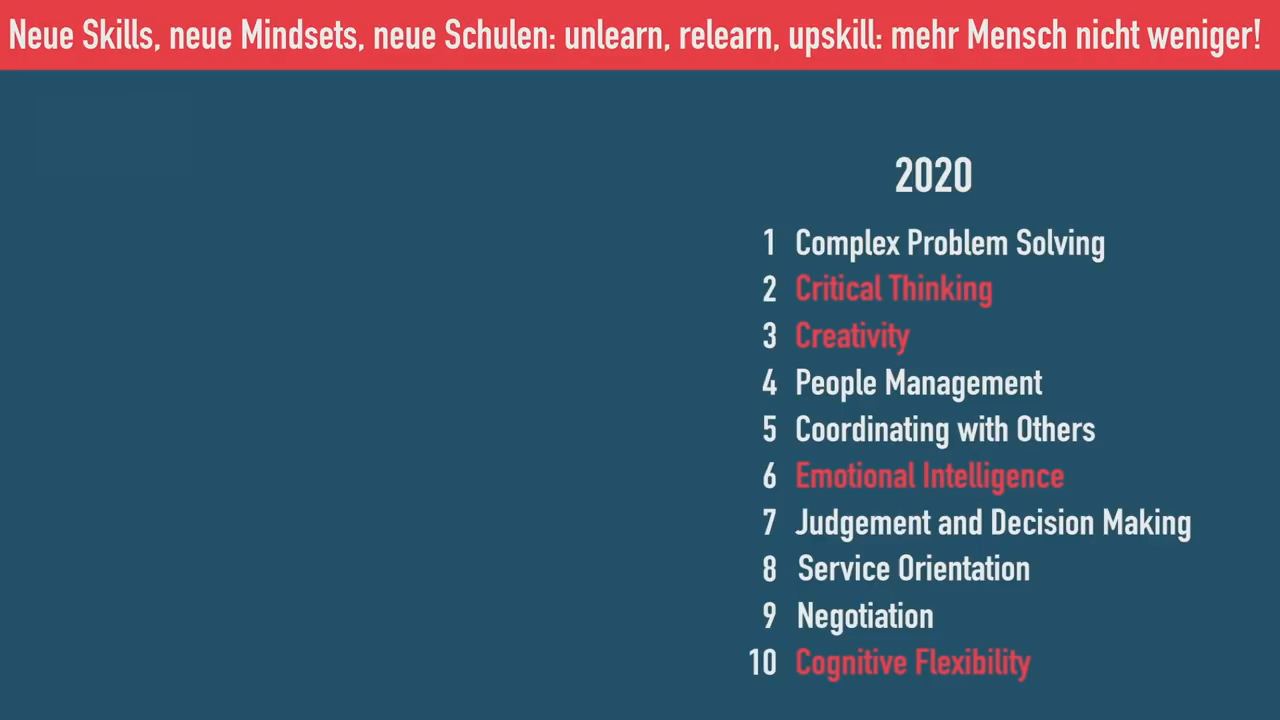 Neue Skills, neue Mindsets, neue Schulen: unlearn, relearn, upskill: mehr Mensch nicht weniger!
2020
1 Complex Problem Solving
2 Critical Thinking
3 Creativity
4 People Management
5 Coordinating with Others
6 Emotional Intelligence
7 Judgement and Decision Making
8 Service Orientation
9 Negotiation
10 Cognitive Flexibility